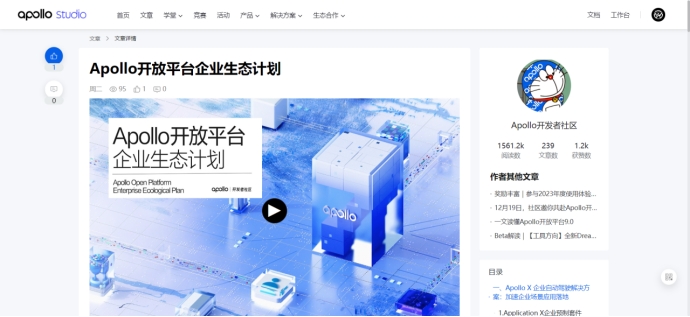 apollo studio
首页 文章 学堂 竞赛 活动 产品 解决方案 生态合作
文档 工作台
文章 > 文章详情
1
0
Apollo开放平台企业生态计划
周二 95 1 0
Apollo开放平台
企业生态计划
Apollo Open Platform
Enterprise Ecological Plan
apollo 开发者社区
apollo
Apollo开发者社区
1561.2k 239 1.2k
阅读数 文章数 获赞数
作者其他文章
· 奖励丰富 | 参与2023年度使用体验...
· 12月19日，社区邀你共赴Apollo开...
· 一文读懂Apollo开放平台9.0
· Beta解读 | 【工具方向】全新Drea...
目录
一、Apollo X 企业自动驾驶解决方
案：加速企业场景应用落地
1.Application X企业预制套件